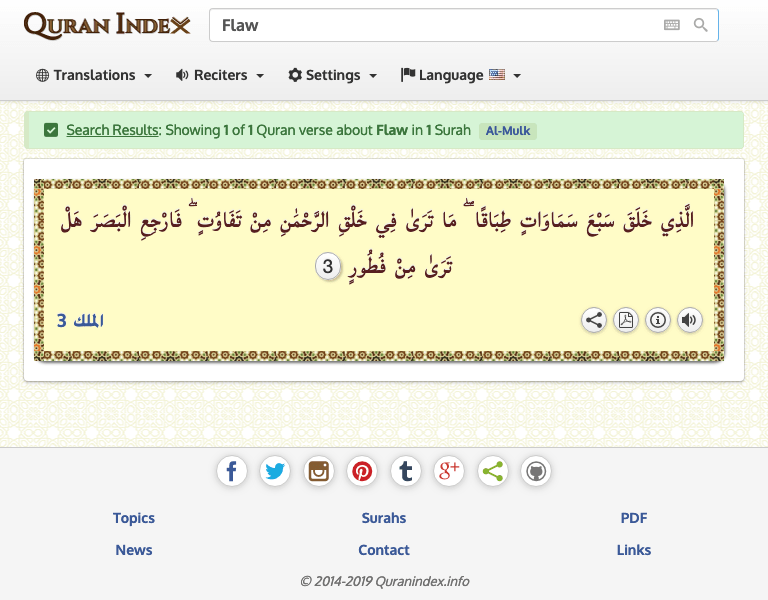 QURAN INDEX
Flaw
Translations
Reciters
Settings
Language
Search Results: Showing 1 of 1 Quran verse about Flaw in 1 Surah Al-Mulk
الَّذِي خَلَقَ سَبْعَ سَمَاوَاتٍ طِبَاقًا ۖ مَا تَرَىٰ فِي خَلْقِ الرَّحْمَٰنِ مِنْ تَفَاوُتٍ ۖ فَارْجِعِ الْبَصَرَ هَلْ
تَرَىٰ مِنْ فُطُورٍ 3
الملك 3
Topics
Surahs
PDF
News
Contact
Links
© 2014-2019 Quranindex.info